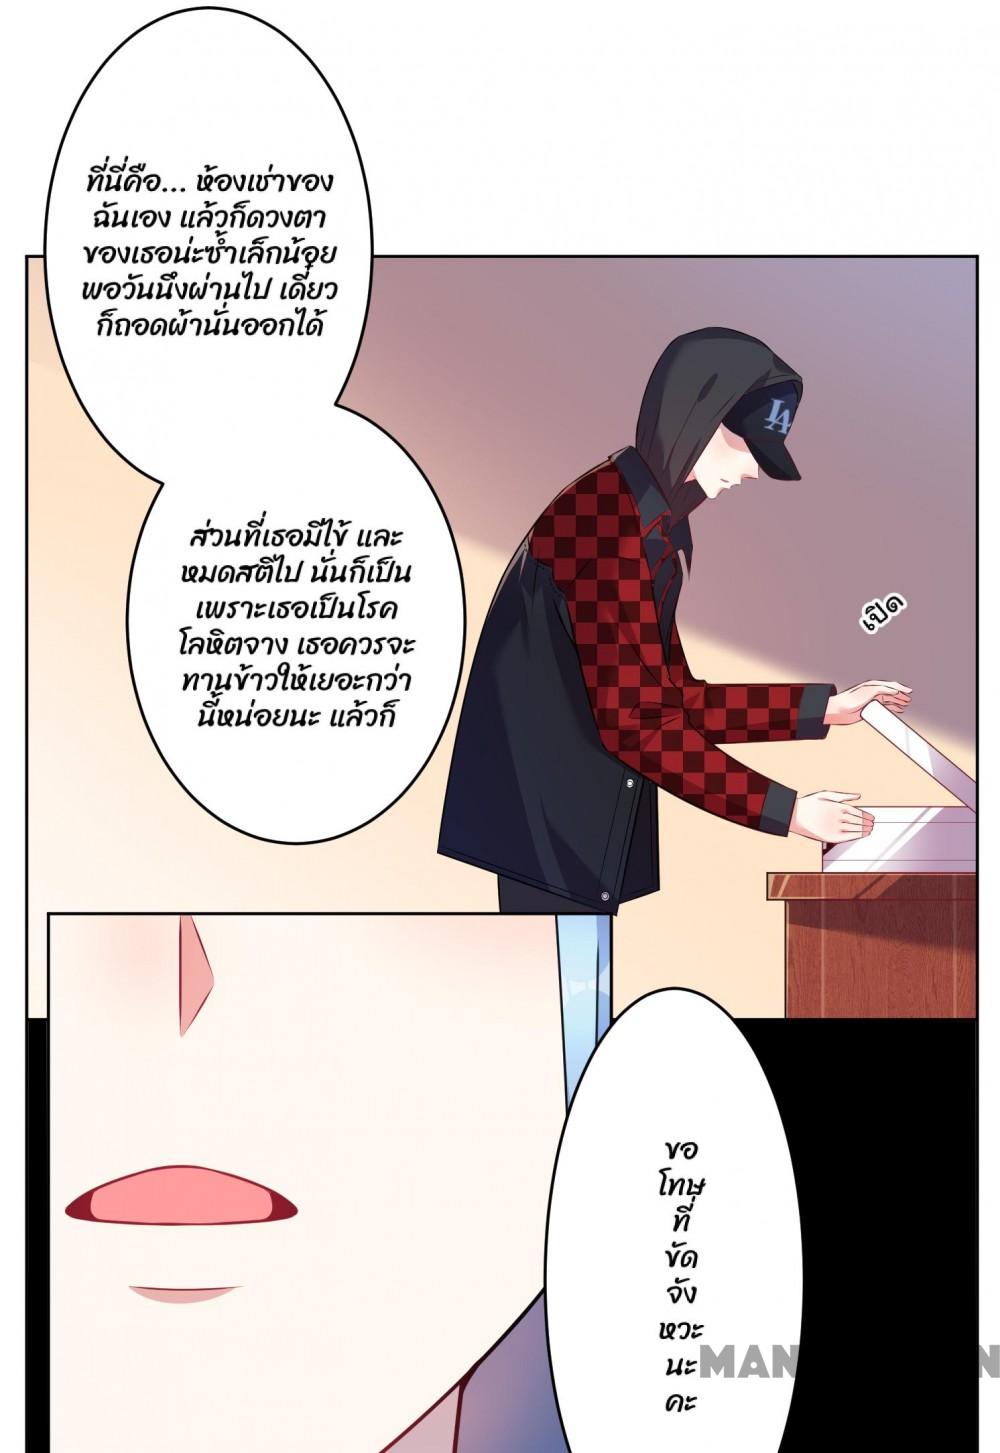 ที่นี่คือ... ห้องเช่าของ
ฉันเอง แล้วก็ดวงตา
ของเธอน่ะซ้ำเล็กน้อย
พอวันนึงผ่านไป เดี๋ยว
ก็ถอดผ้านั่นออกได้
LA
ส่วนที่เธอมีไข้ และ
หมดสติไป นั่นก็เป็น
เพราะเธอเป็นโรค
โลหิตจาง เธอควรจะ
ทานข้าวให้เยอะกว่า
นี้หน่อยนะ แล้วก็
เปิด
ขอ
โทษ
ที่
ขัด
จัง
หวะ
นะ
คะ